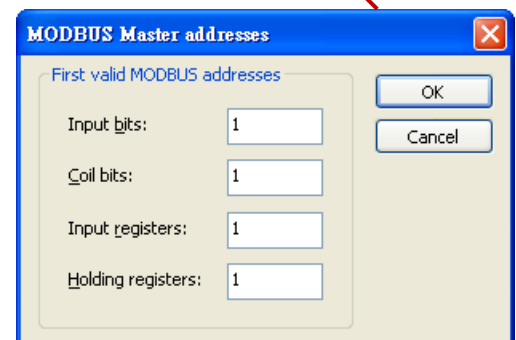 MODBUS Master addresses
First valid MODBUS addresses
OK
Input bits: 1
Cancel
Coil bits: 1
Input registers: 1
Holding registers: 1